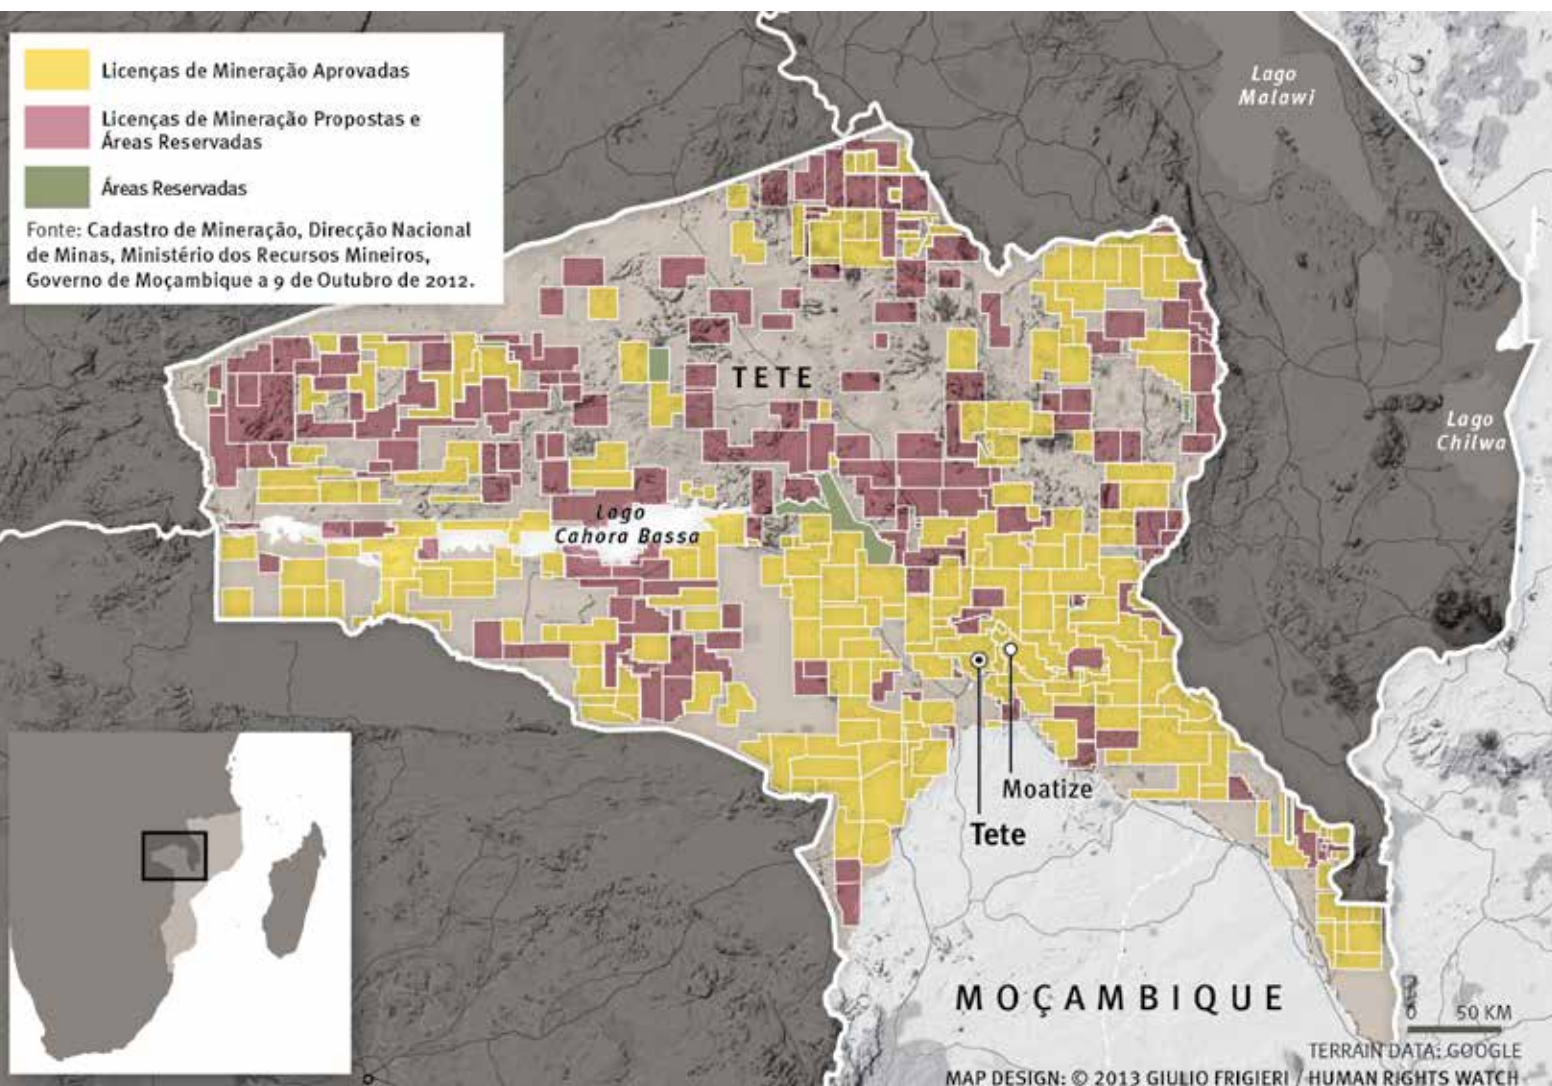 Licenças de Mineração Aprovadas
Licenças de Mineração Propostas e
Áreas Reservadas
Áreas Reservadas
Fonte: Cadastro de Mineração, Direcção Nacional
de Minas, Ministério dos Recursos Mineiros,
Governo de Moçambique a 9 de Outubro de 2012.
Lago
Malawi
TETE
Lago
Chilwa
Lago
Cahora Bassa
Moatize
Tete
MOÇAMBIQUE
0 50 KM
TERRAIN DATA: GOOGLE
MAP DESIGN: © 2013 GIULIO FRIGIERI / HUMAN RIGHTS WATCH